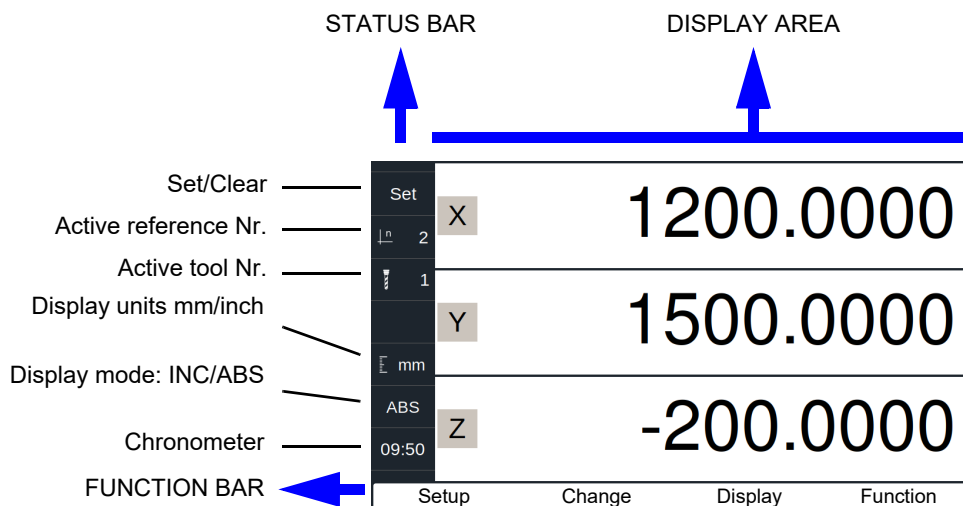 STATUS BAR
DISPLAY AREA
Set/Clear
Active reference Nr.
Active tool Nr.
Display units mm/inch
Display mode: INC/ABS
Chronometer
FUNCTION BAR
Set
n 2
1
mm
ABS
09:50
X 1200.0000
Y 1500.0000
Z -200.0000
Setup Change Display Function